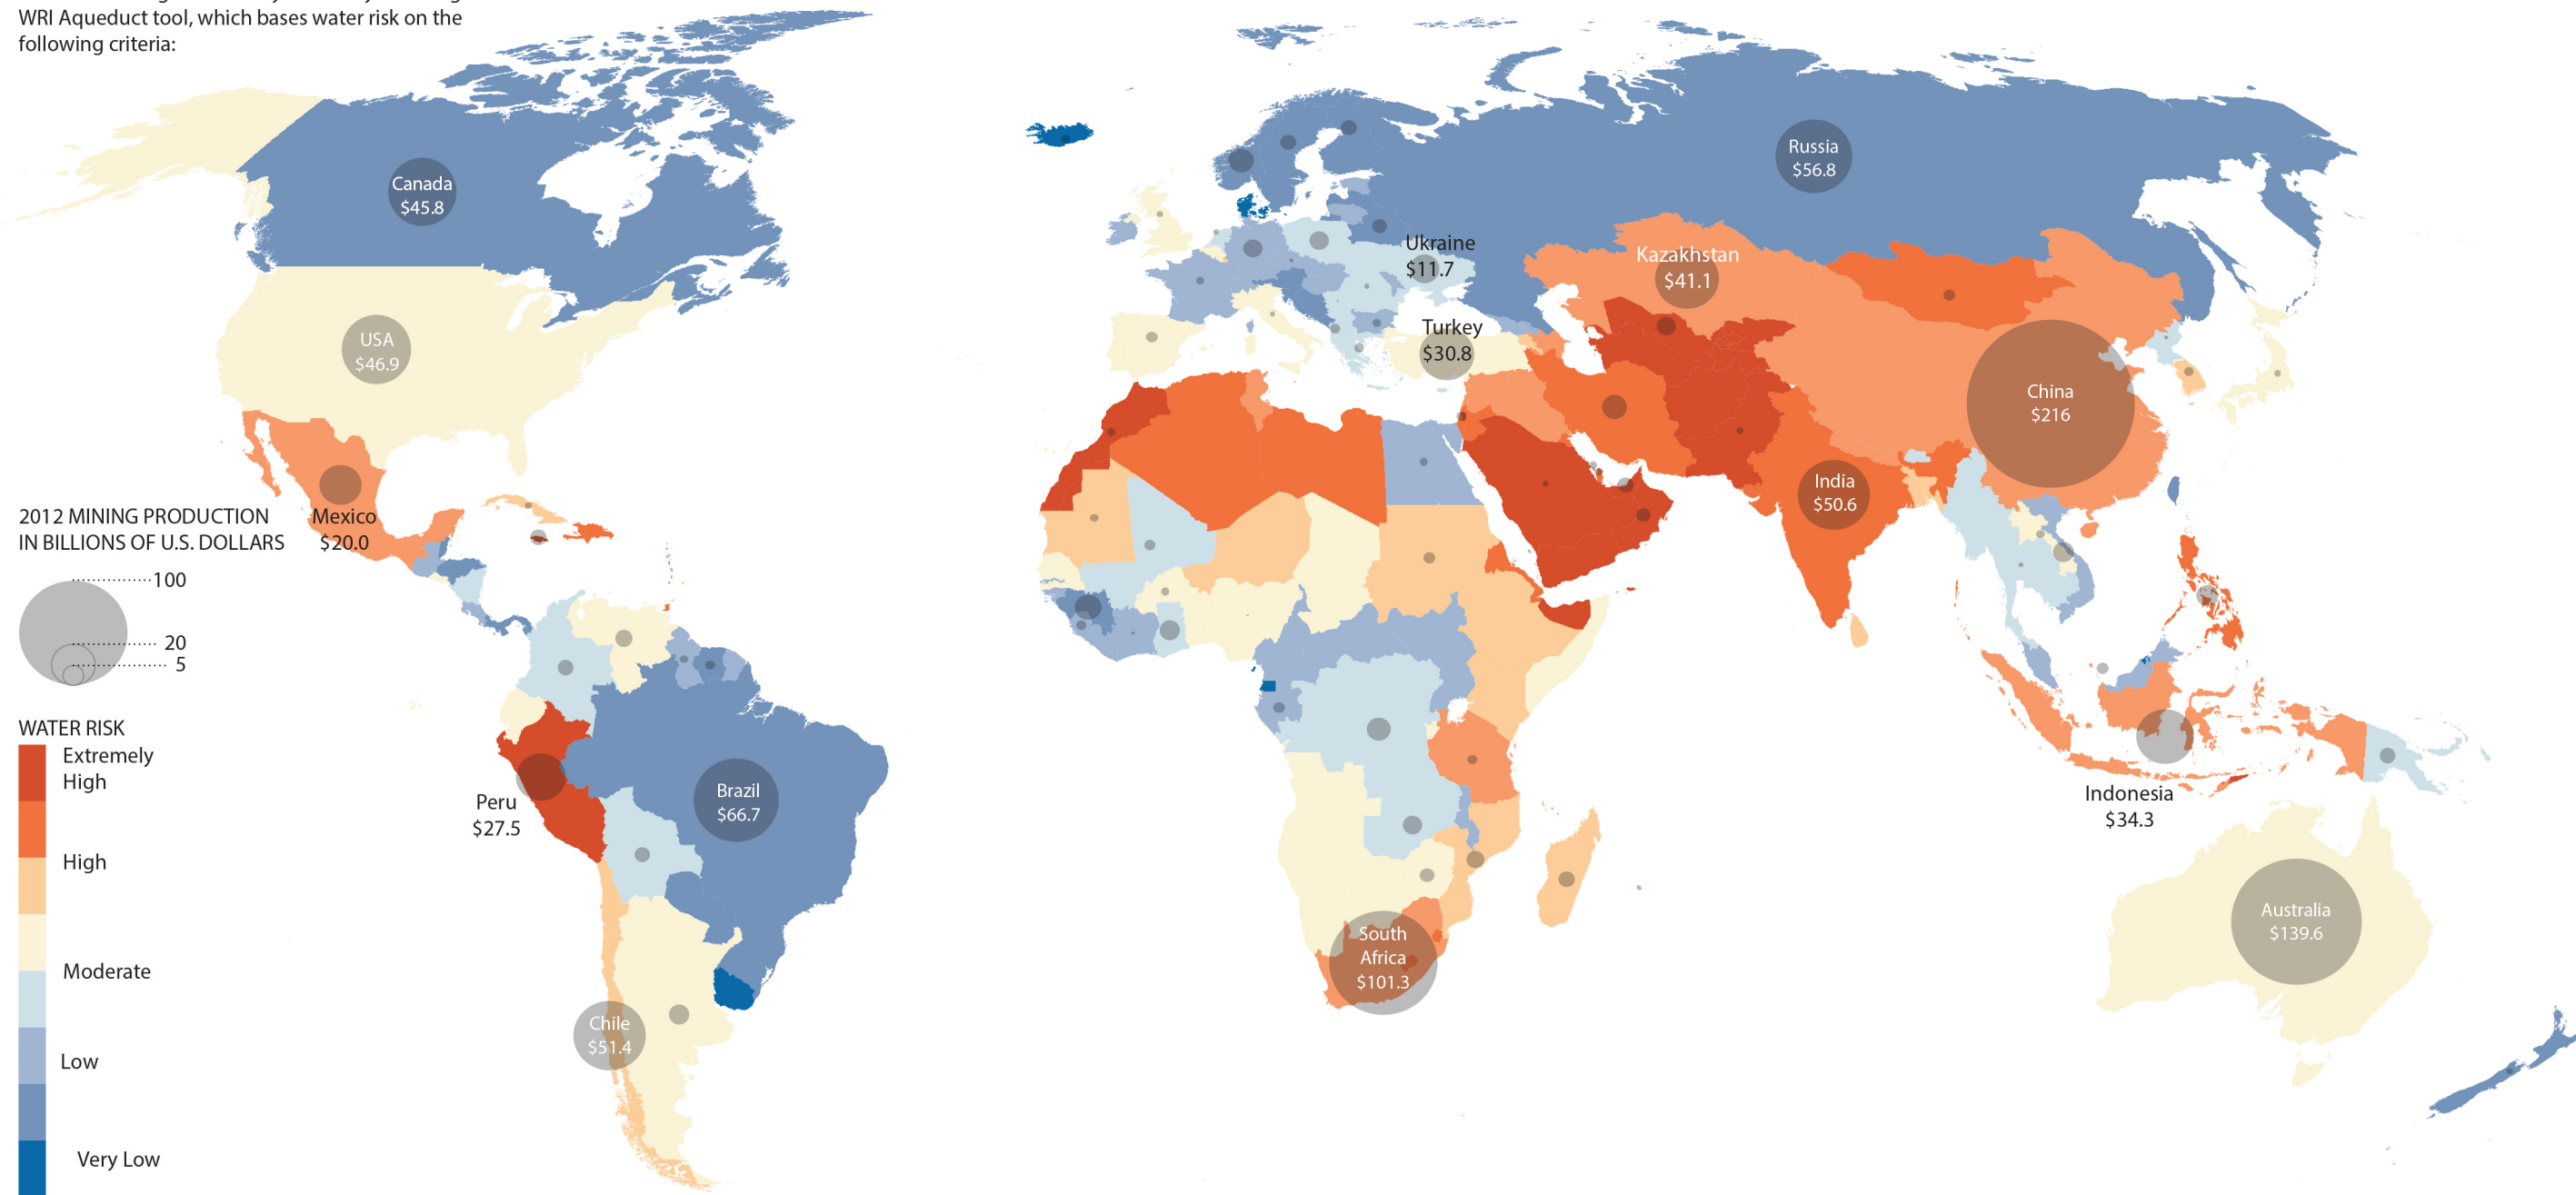 WRI Aqueduct tool, which bases water risk on the
following criteria:
Canada
$45.8
USA
$46.9
Mexico
$20.0
2012 MINING PRODUCTION
IN BILLIONS OF U.S. DOLLARS
100
20
5
WATER RISK
Extremely
High
High
Moderate
Low
Very Low
Peru
$27.5
Brazil
$66.7
Chile
$51.4
Russia
$56.8
Ukraine
$11.7
Kazakhstan
$41.1
Turkey
$30.8
China
$216
India
$50.6
Indonesia
$34.3
South
Africa
$101.3
Australia
$139.6